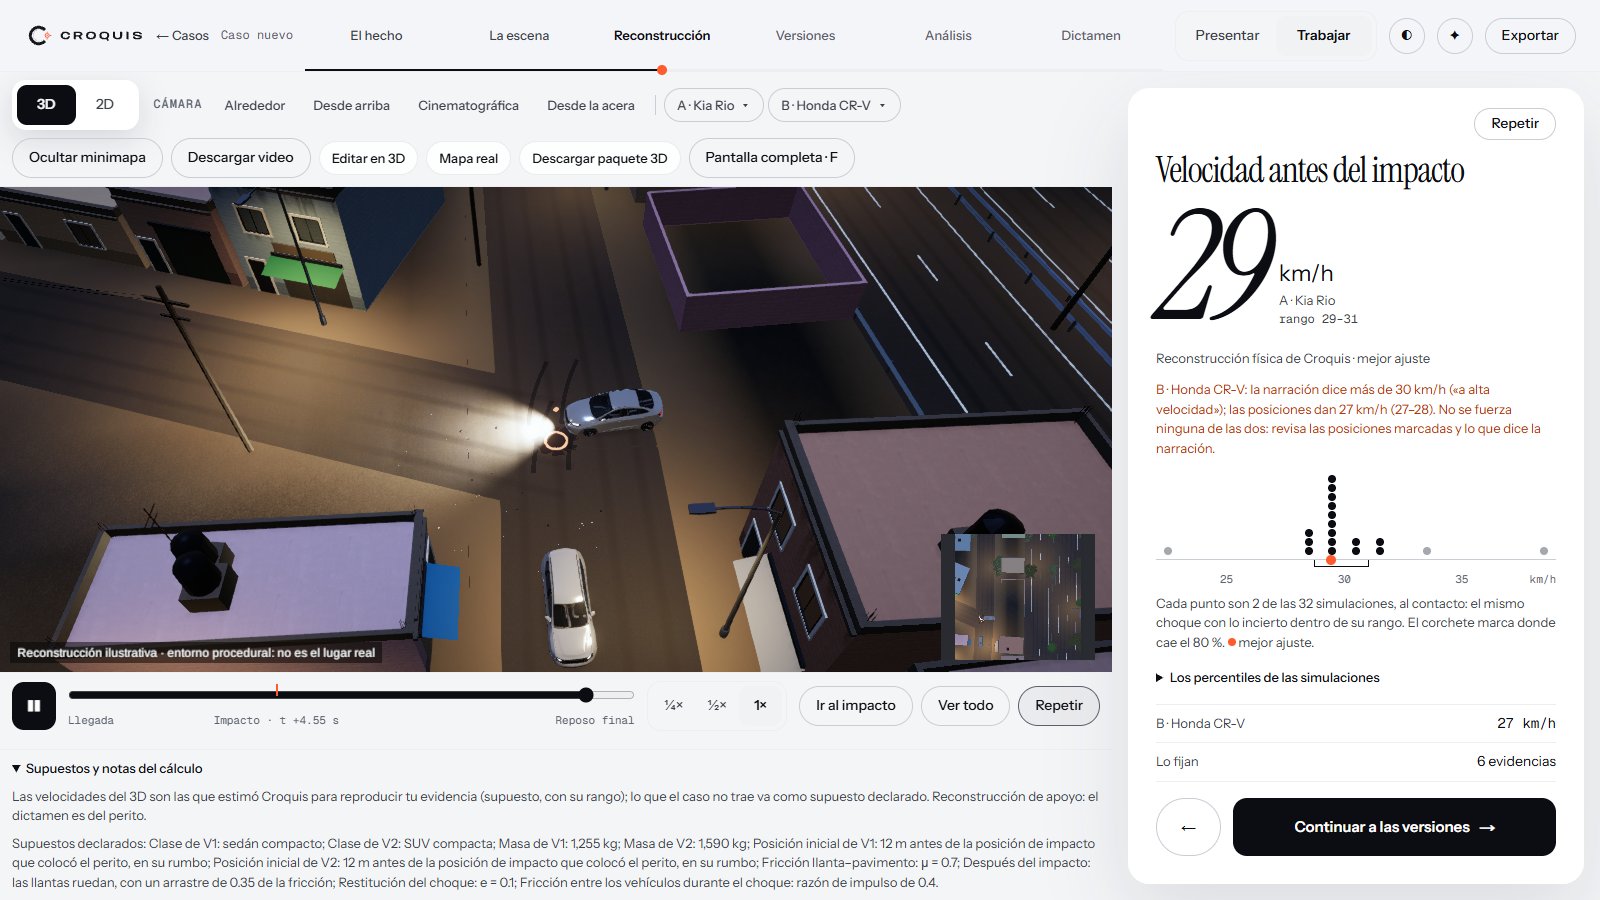 CROQUIS ← Casos Caso nuevo El hecho La escena Reconstrucción Versiones Análisis Dictamen Presentar Trabajar Exportar
3D 2D CÁMARA Alrededor Desde arriba Cinematográfica Desde la acera A · Kia Rio B · Honda CR-V
Ocultar minimapa Descargar video Editar en 3D Mapa real Descargar paquete 3D Pantalla completa · F
Reconstrucción ilustrativa - entorno procedural: no es el lugar real
¼× ½× 1× Ir al impacto Ver todo Repetir
Llegada Impacto · t +4.55 s Reposo final
Supuestos y notas del cálculo
Las velocidades del 3D son las que estimó Croquis para reproducir tu evidencia (supuesto, con su rango); lo que el caso no trae va como supuesto declarado. Reconstrucción de apoyo: el
dictamen es del perito.
Supuestos declarados: Clase de V1: sedán compacto; Clase de V2: SUV compacta; Masa de V1: 1,255 kg; Masa de V2: 1,590 kg; Posición inicial de V1: 12 m antes de la posición de impacto
que colocó el perito, en su rumbo; Posición inicial de V2: 12 m antes de la posición de impacto que colocó el perito, en su rumbo; Fricción llanta–pavimento: μ = 0.7; Después del impacto:
las llantas ruedan, con un arrastre de 0.35 de la fricción; Restitución del choque: e = 0.1; Fricción entre los vehículos durante el choque: razón de impulso de 0.4.
Repetir
Velocidad antes del impacto
29 km/h
A · Kia Rio
rango 29–31
Reconstrucción física de Croquis · mejor ajuste
B · Honda CR-V: la narración dice más de 30 km/h («a alta
velocidad»); las posiciones dan 27 km/h (27–28). No se fuerza
ninguna de las dos: revisa las posiciones marcadas y lo que dice la
narración.
25 30 35 km/h
Cada punto son 2 de las 32 simulaciones, al contacto: el mismo
choque con lo incierto dentro de su rango. El corchete marca donde
cae el 80 %. mejor ajuste.
Los percentiles de las simulaciones
B · Honda CR-V 27 km/h
Lo fijan 6 evidencias
← Continuar a las versiones →